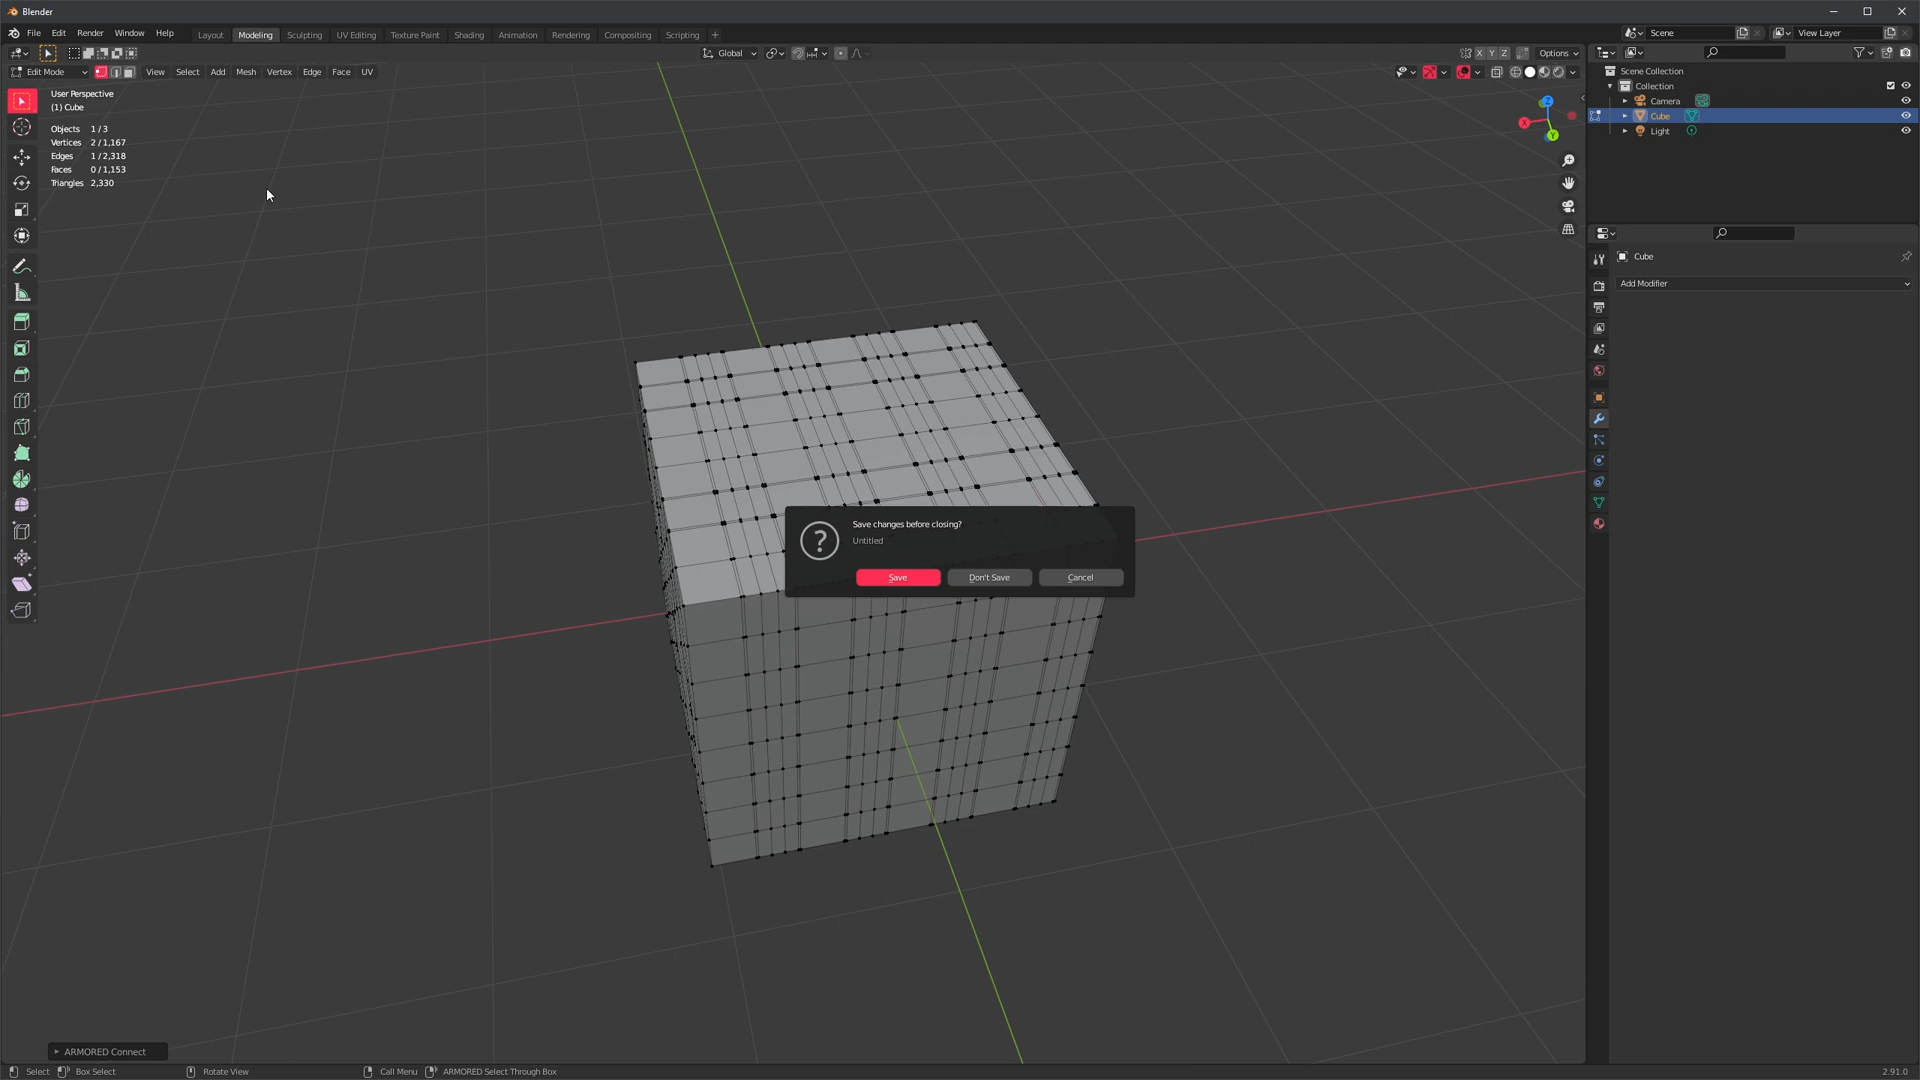 Blender
File Edit Render Window Help
Layout Modeling Sculpting UV Editing Texture Paint Shading Animation Rendering Compositing Scripting +
Scene
View Layer
Global
X Y Z
Options
Edit Mode
View Select Add Mesh Vertex Edge Face UV
User Perspective
(1) Cube
Objects 1 / 3
Vertices 2 / 1,167
Edges 1 / 2,318
Faces 0 / 1,153
Triangles 2,330
Z
X
Y
Scene Collection
Collection
Camera
Cube
Light
Cube
Add Modifier
Save changes before closing?
Untitled
Save
Don't Save
Cancel
ARMORED Connect
Select Box Select Rotate View Call Menu ARMORED Select Through Box
2.91.0